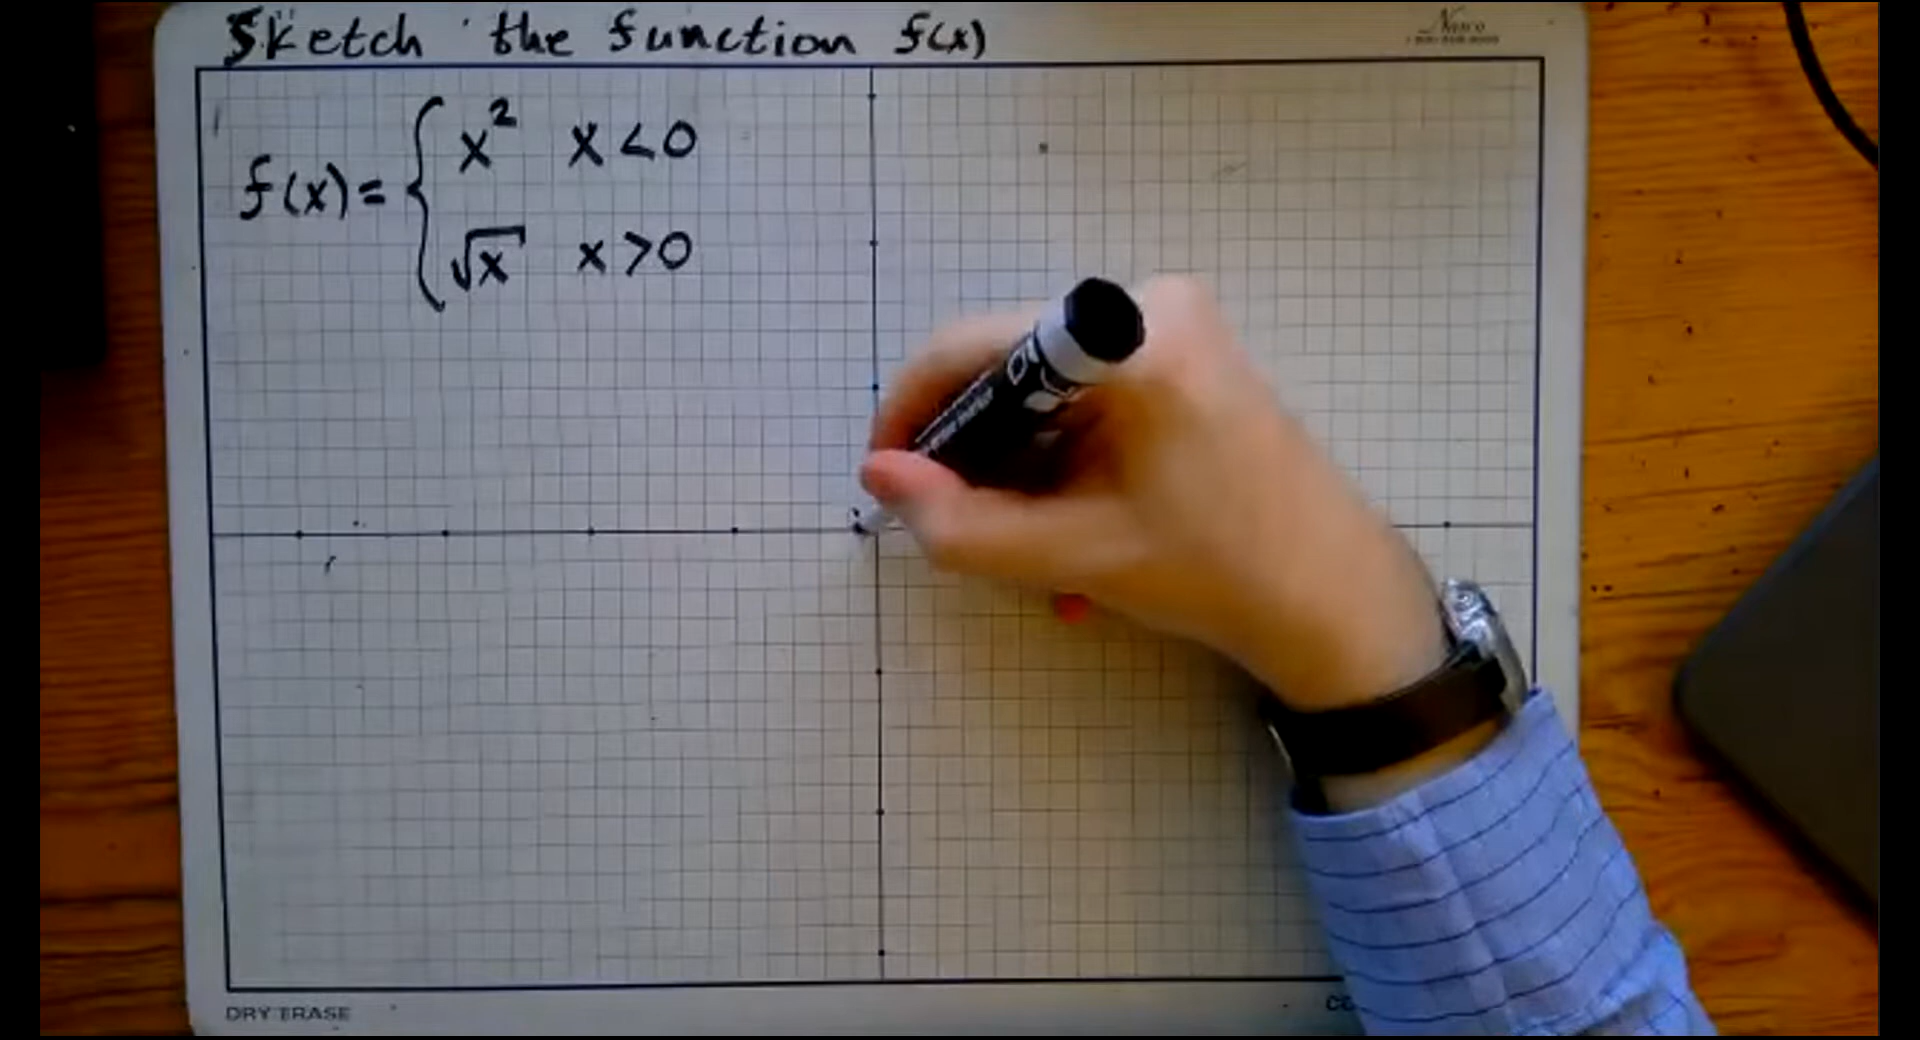 Sketch the function f(x)
f(x) = { x² x < 0
√x x > 0
DRY ERASE